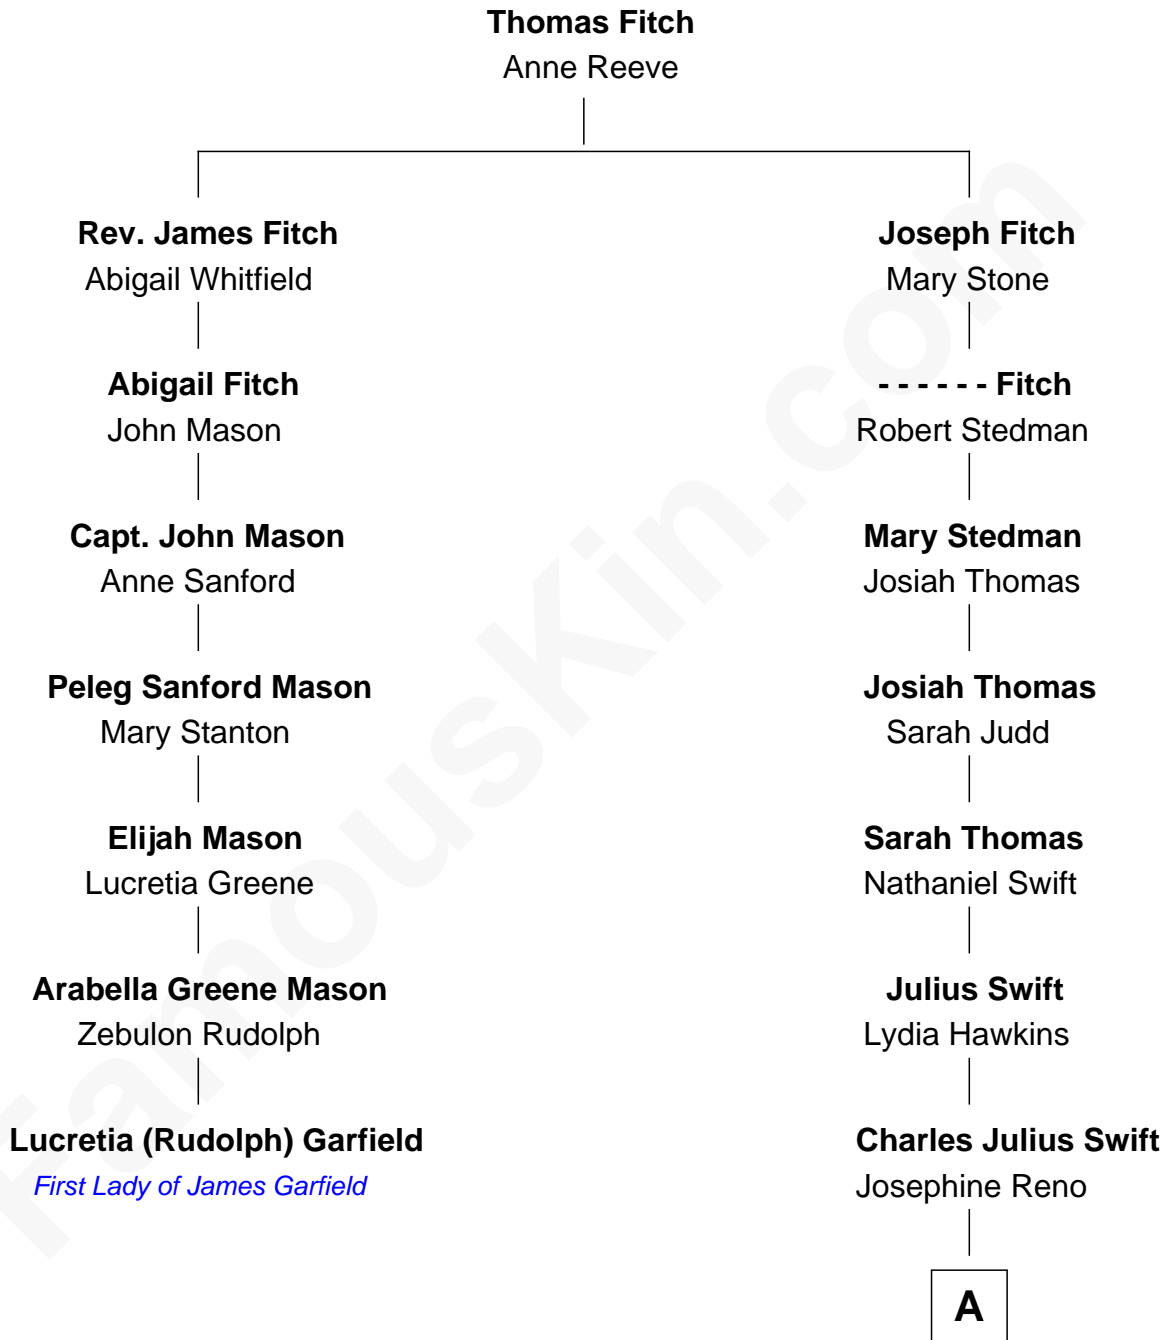 Thomas Fitch
Anne Reeve
Rev. James Fitch
Abigail Whitfield
Abigail Fitch
John Mason
Capt. John Mason
Anne Sanford
Peleg Sanford Mason
Mary Stanton
Elijah Mason
Lucretia Greene
Arabella Greene Mason
Zebulon Rudolph
Lucretia (Rudolph) Garfield
First Lady of James Garfield
Joseph Fitch
Mary Stone
- - - - - - Fitch
Robert Stedman
Mary Stedman
Josiah Thomas
Josiah Thomas
Sarah Judd
Sarah Thomas
Nathaniel Swift
Julius Swift
Lydia Hawkins
Charles Julius Swift
Josephine Reno
A
FamousKin.com